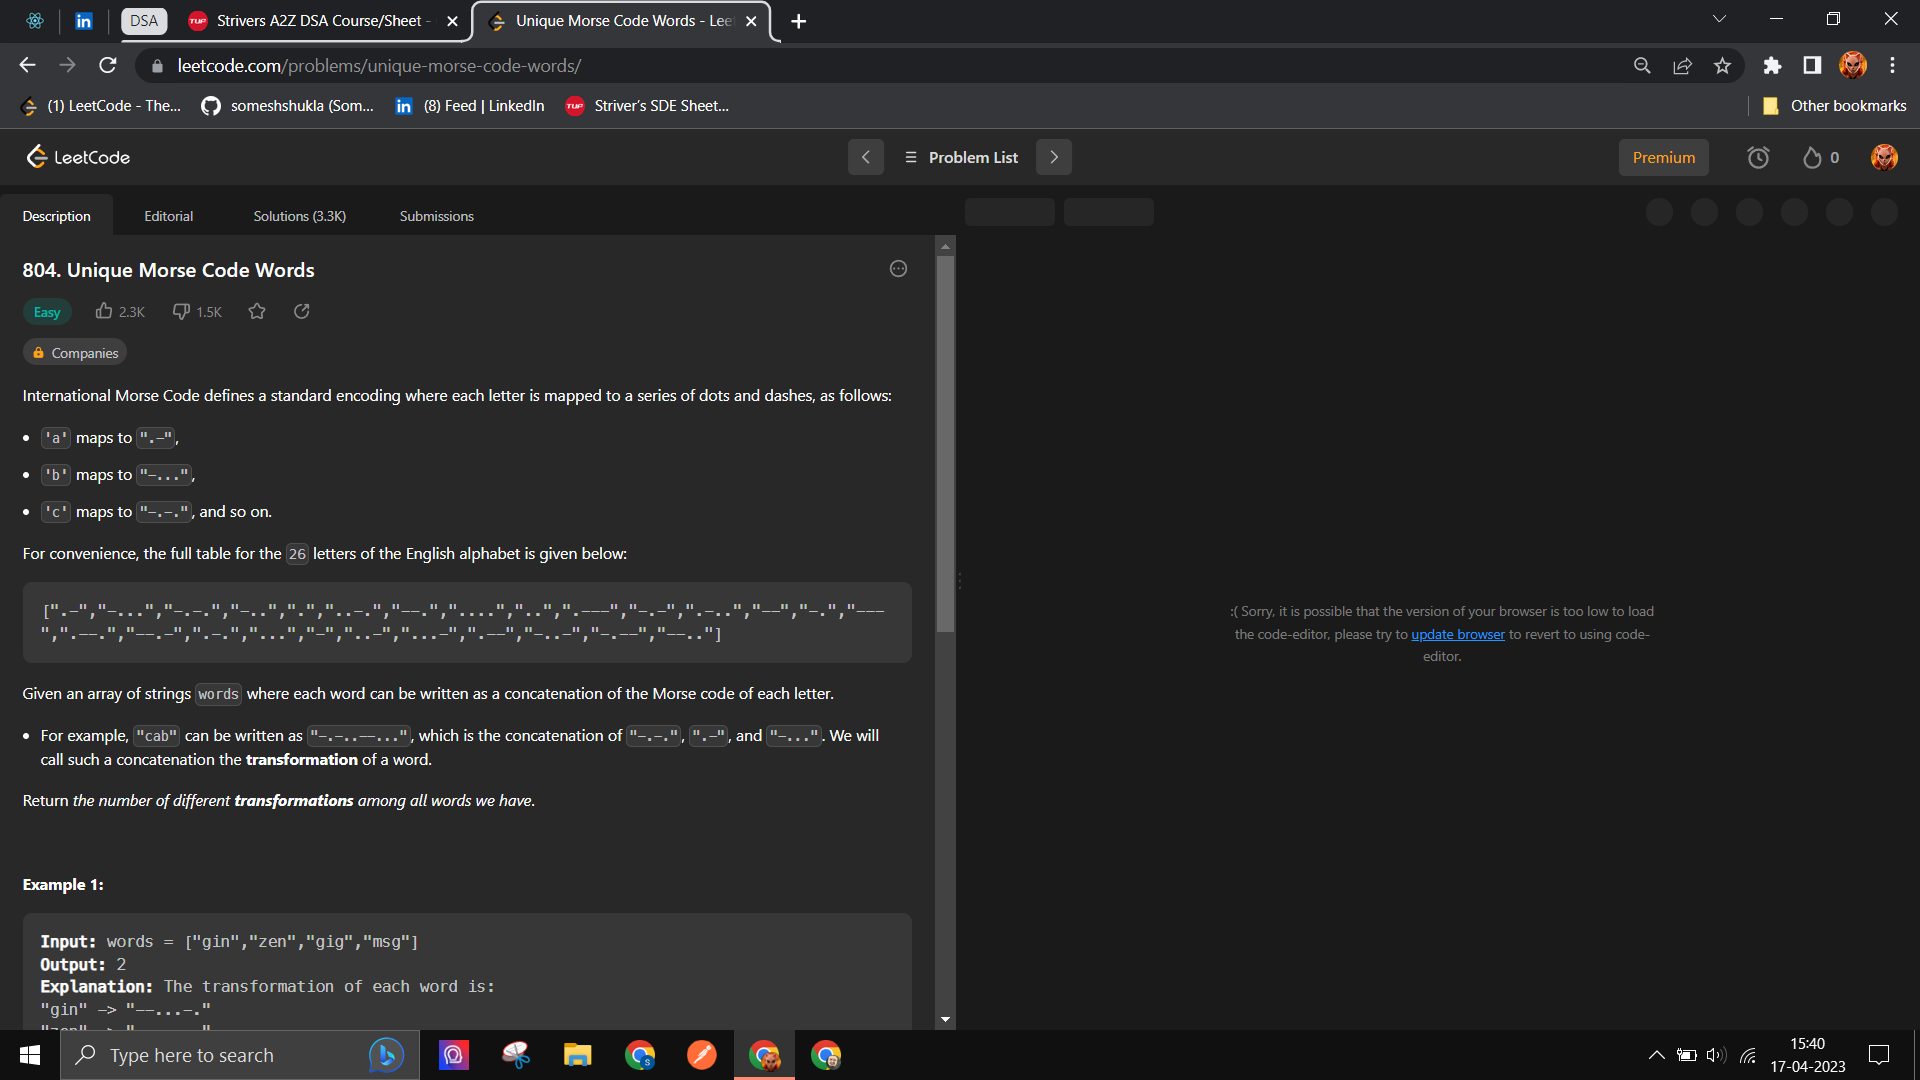 DSA
Strivers A2Z DSA Course/Sheet -
Unique Morse Code Words - Lee
leetcode.com/problems/unique-morse-code-words/
(1) LeetCode - The...
someshshukla (Som...
(8) Feed | LinkedIn
Striver's SDE Sheet...
Other bookmarks
LeetCode
Problem List
Premium
0
Description
Editorial
Solutions (3.3K)
Submissions
804. Unique Morse Code Words
Easy
2.3K
1.5K
Companies
International Morse Code defines a standard encoding where each letter is mapped to a series of dots and dashes, as follows:
• 'a' maps to ".-",
• 'b' maps to "-...",
• 'c' maps to "-.-.", and so on.
For convenience, the full table for the 26 letters of the English alphabet is given below:
[".-","-...","-.-.","-..",".","..-.","--.","....","..",".---","-.-",".-..","--","-.","---
",".--.","--.-",".-.","...","-","..-","...-",".--","-..-","-.--","--.."]
Given an array of strings words where each word can be written as a concatenation of the Morse code of each letter.
• For example, "cab" can be written as "-.-..--...", which is the concatenation of "-.-.", ".-", and "-...". We will
call such a concatenation the transformation of a word.
Return the number of different transformations among all words we have.
Example 1:
Input: words = ["gin","zen","gig","msg"]
Output: 2
Explanation: The transformation of each word is:
"gin" -> "--...-."
:( Sorry, it is possible that the version of your browser is too low to load
the code-editor, please try to update browser to revert to using code-
editor.
Type here to search
15:40
17-04-2023